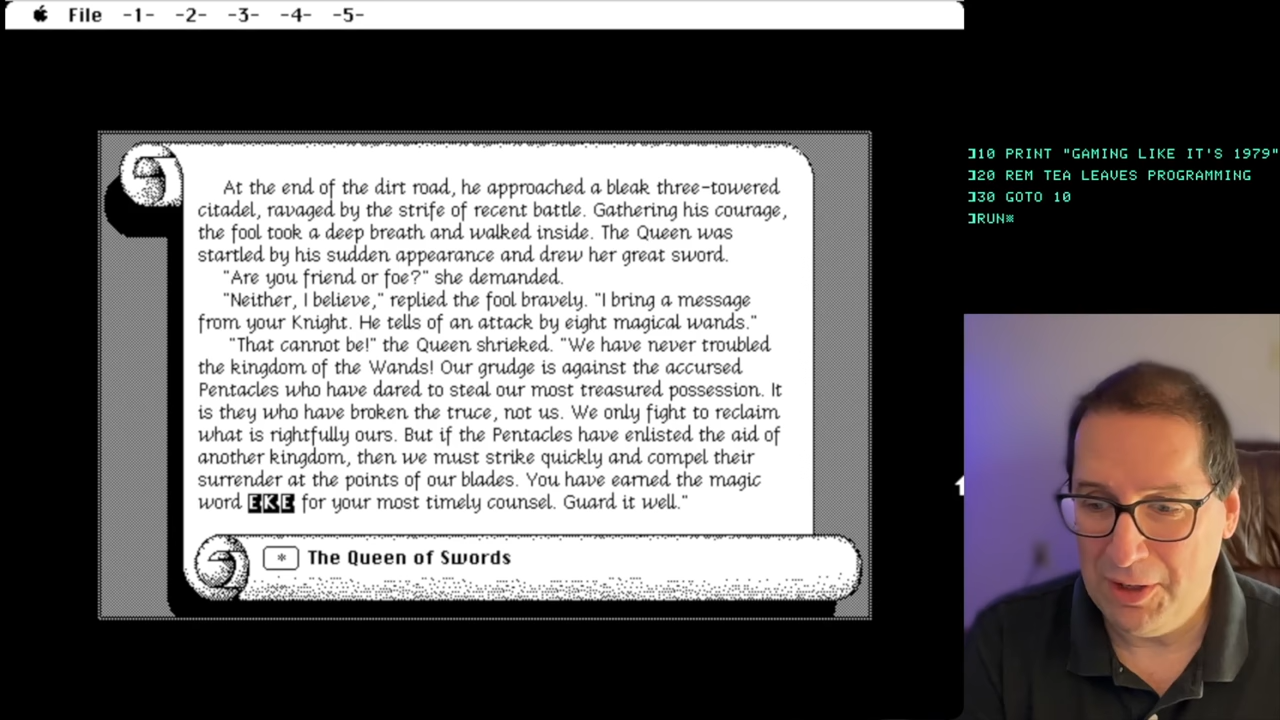 File -1- -2- -3- -4- -5-
At the end of the dirt road, he approached a bleak three-towered
citadel, ravaged by the strife of recent battle. Gathering his courage,
the fool took a deep breath and walked inside. The Queen was
startled by his sudden appearance and drew her great sword.
"Are you friend or foe?" she demanded.
"Neither, I believe," replied the fool bravely. "I bring a message
from your Knight. He tells of an attack by eight magical wands."
"That cannot be!" the Queen shrieked. "We have never troubled
the kingdom of the Wands! Our grudge is against the accursed
Pentacles who have dared to steal our most treasured possession. It
is they who have broken the truce, not us. We only fight to reclaim
what is rightfully ours. But if the Pentacles have enlisted the aid of
another kingdom, then we must strike quickly and compel their
surrender at the points of our blades. You have earned the magic
word EKE for your most timely counsel. Guard it well."
* The Queen of Swords
]10 PRINT "GAMING LIKE IT'S 1979"
]20 REM TEA LEAVES PROGRAMMING
]30 GOTO 10
]RUN